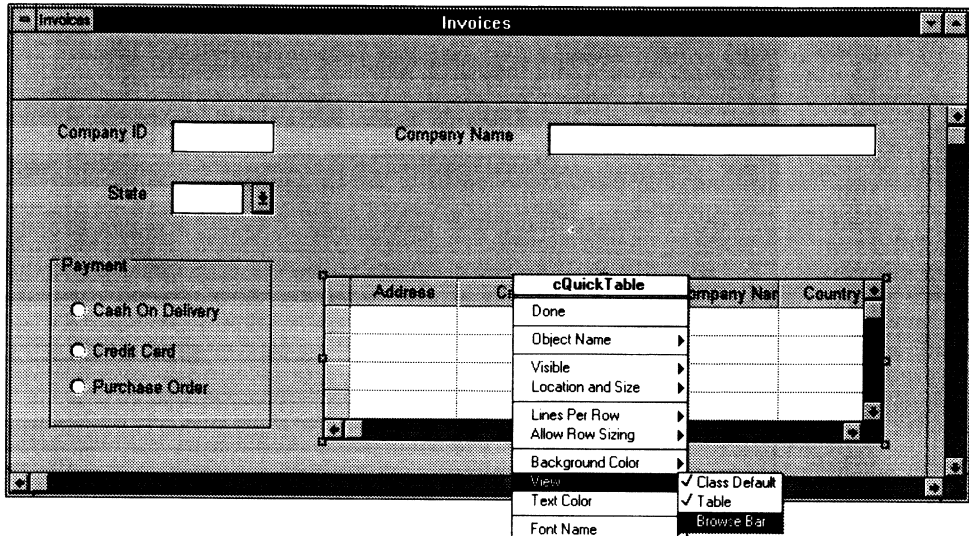 Invoices
Invoices
Company ID
Company Name
State
Payment
Cash On Delivery
Credit Card
Purchase Order
Address
Country
cQuickTable
Done
Object Name
Visible
Location and Size
Lines Per Row
Allow Row Sizing
Background Color
View
Text Color
Font Name
✓ Class Default
✓ Table
Browse Bar